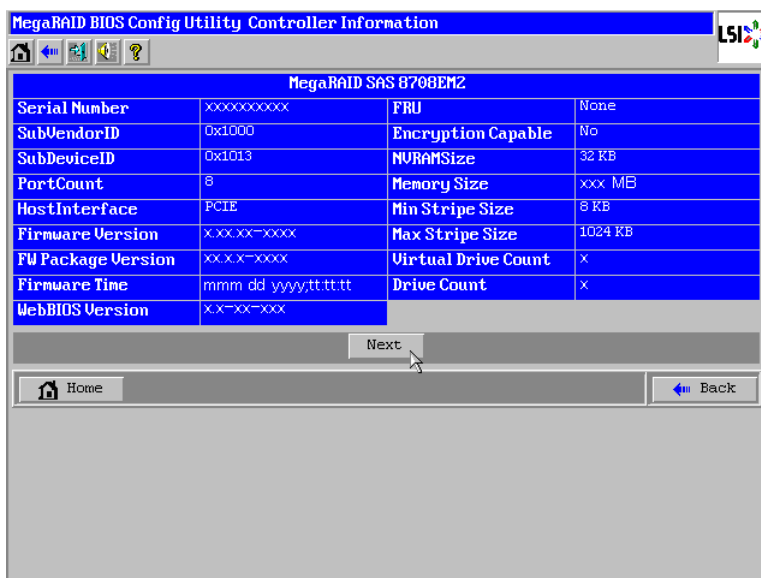 MegaRAID BIOS Config Utility Controller Information
LSI
MegaRAID SAS 8708EM2
Serial Number xxxxxxxxxx FRU None
SubVendorID 0x1000 Encryption Capable No
SubDeviceID 0x1013 NVRAMSize 32 KB
PortCount 8 Memory Size xxx MB
HostInterface PCIE Min Stripe Size 8 KB
Firmware Version x.xx.xx-xxxx Max Stripe Size 1024 KB
FW Package Version xx.x.x-xxxx Virtual Drive Count x
Firmware Time mmm dd yyyy;tt:tt:tt Drive Count x
WebBIOS Version x.x-xx-xxx
Next
Home Back